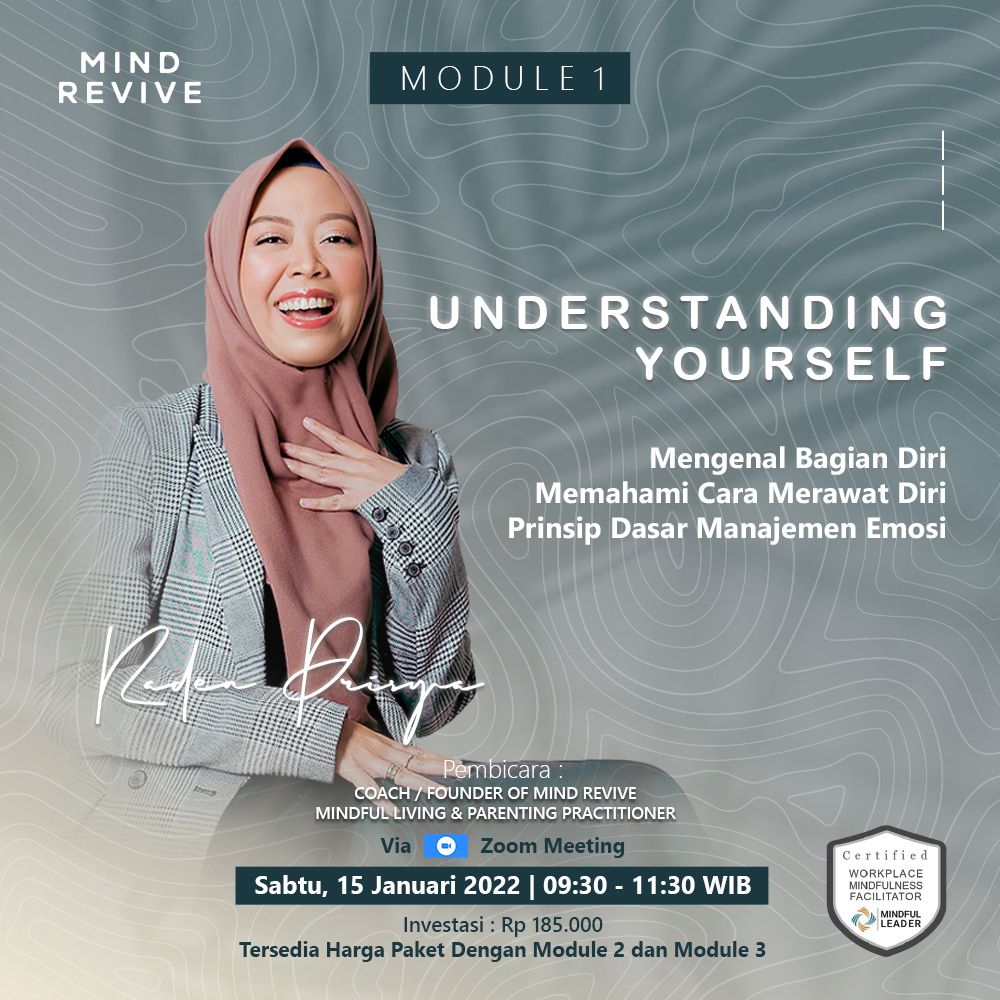 MIND
REVIVE
MODULE 1
UNDERSTANDING
YOURSELF
Mengenal Bagian Diri
Memahami Cara Merawat Diri
Prinsip Dasar Manajemen Emosi
Raden Prisya
Pembicara :
COACH / FOUNDER OF MIND REVIVE
MINDFUL LIVING & PARENTING PRACTITIONER
Via Zoom Meeting
Sabtu, 15 Januari 2022 | 09:30 - 11:30 WIB
Investasi : Rp 185.000
Tersedia Harga Paket Dengan Module 2 dan Module 3
Certified
WORKPLACE
MINDFULNESS
FACILITATOR
MINDFUL
LEADER